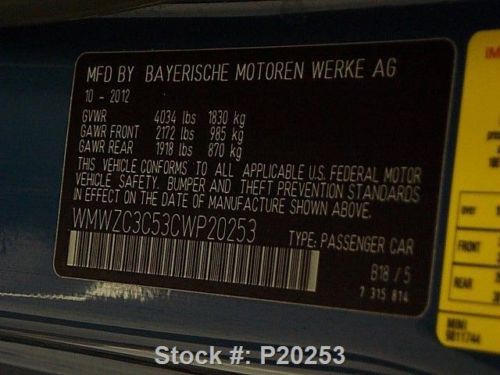 MFD BY BAYERISCHE MOTOREN WERKE AG
10 - 2012
GVWR 4034 lbs 1830 kg
GAWR FRONT 2172 lbs 985 kg
GAWR REAR 1918 lbs 870 kg
THIS VEHICLE CONFORMS TO ALL APPLICABLE U.S. FEDERAL MOTOR
VEHICLE SAFETY, BUMPER AND THEFT PREVENTION STANDARDS
IN EFFECT ON THE DATE OF MANUFACTURE SHOWN ABOVE.
WMWZC3C53CWP20253
TYPE: PASSENGER CAR
B18 / 5
7 315 814
FRONT
REAR
MINI
9811744
Stock #: P20253